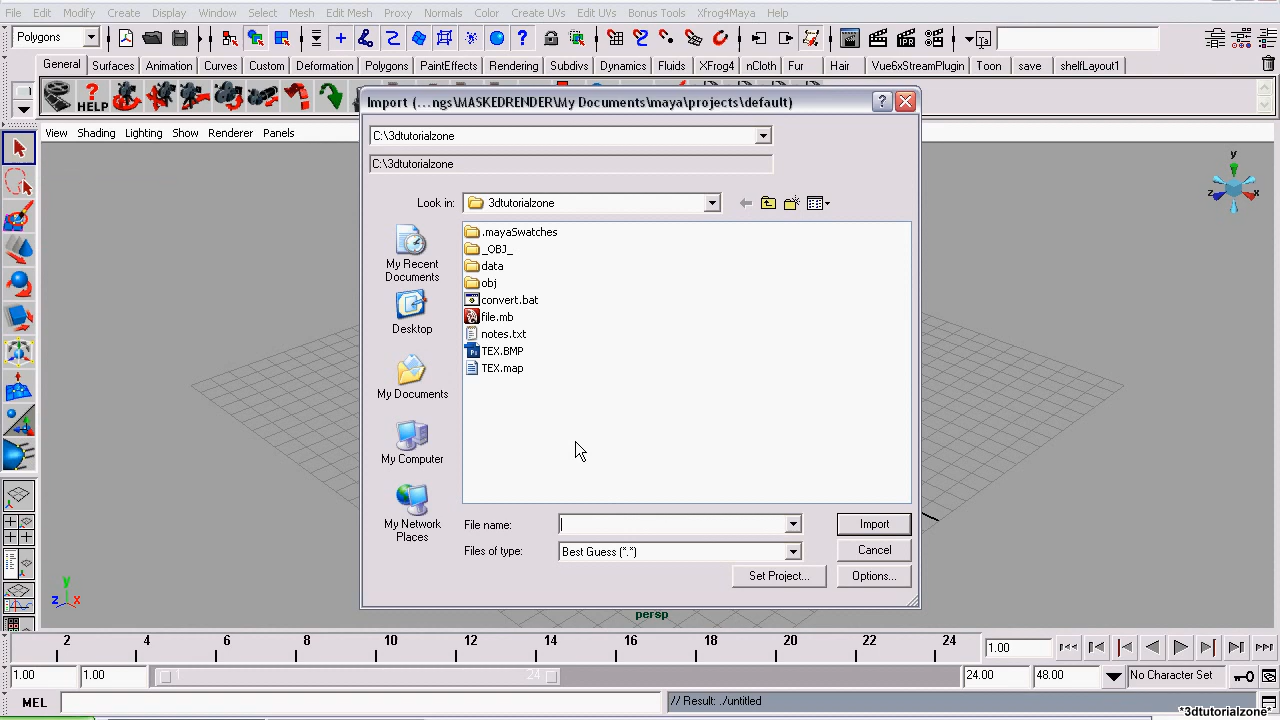 File Edit Modify Create Display Window Select Mesh Edit Mesh Proxy Normals Color Create UVs Edit UVs Bonus Tools Xfrog4Maya Help
Polygons
General Surfaces Animation Curves Custom Deformation Polygons PaintEffects Rendering Subdivs Dynamics Fluids XFrog4 nCloth Fur Hair Vue6xStreamPlugin Toon save shelfLayout1
HELP
Import (...ngs\MASKEDRENDER\My Documents\maya\projects\default)
View Shading Lighting Show Renderer Panels
C:\3dtutorialzone
C:\3dtutorialzone
Look in: 3dtutorialzone
.mayaSwatches
_OBJ_
data
obj
convert.bat
file.mb
notes.txt
TEX.BMP
TEX.map
My Recent
Documents
Desktop
My Documents
My Computer
My Network
Places
File name: Import
Files of type: Best Guess (*.*) Cancel
Set Project... Options...
y
x
z
y
z x
persp
2 4 6 8 10 12 14 16 18 20 22 24
1.00
1.00 1.00 1 24 24.00 48.00 No Character Set
MEL // Result: ./untitled
*3dtutorialzone*